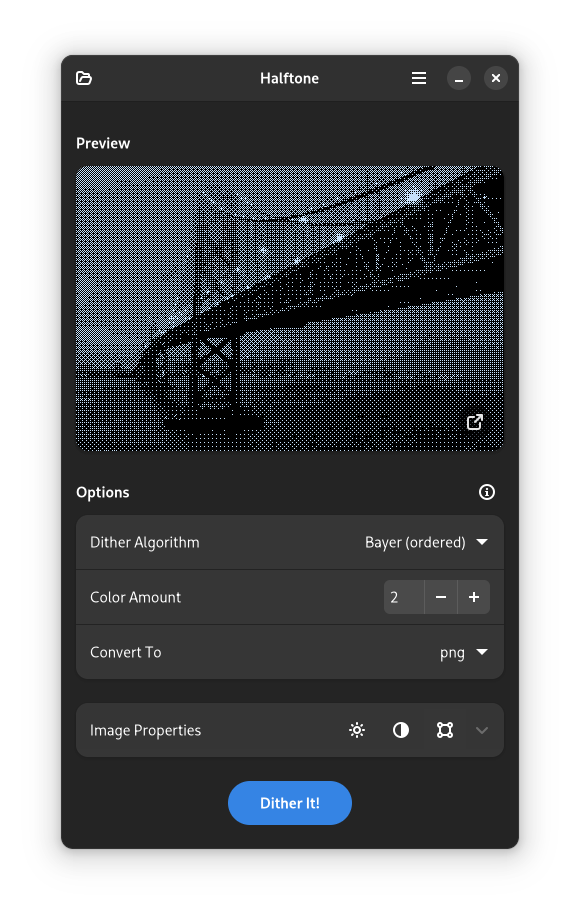 Halftone
Preview
Options
Dither Algorithm Bayer (ordered)
Color Amount 2
Convert To png
Image Properties
Dither It!